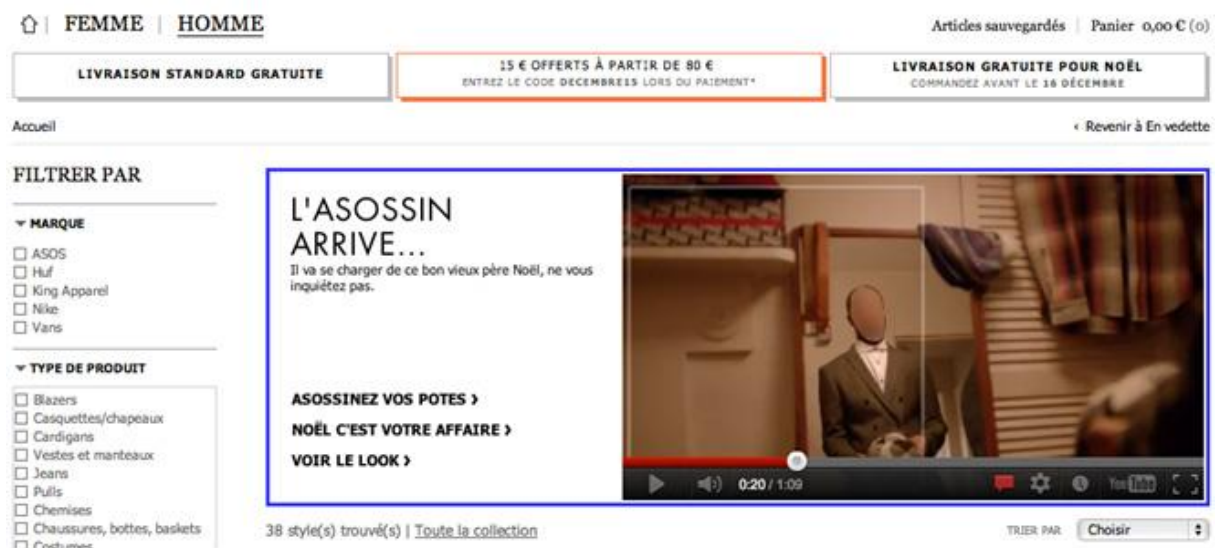 FEMME | HOMME
Articles sauvegardés | Panier 0,00 € (0)
LIVRAISON STANDARD GRATUITE
15 € OFFERTS À PARTIR DE 80 €
ENTREZ LE CODE DECEMBRE15 LORS DU PAIEMENT*
LIVRAISON GRATUITE POUR NOËL
COMMANDEZ AVANT LE 16 DÉCEMBRE
Accueil
‹ Revenir à En vedette
FILTRER PAR
MARQUE
ASOS
Huf
King Apparel
Nike
Vans
TYPE DE PRODUIT
Blazers
Casquettes/chapeaux
Cardigans
Vestes et manteaux
Jeans
Pulls
Chemises
Chaussures, bottes, baskets
Costumes
L'ASOSSIN
ARRIVE...
Il va se charger de ce bon vieux père Noël, ne vous
inquiétez pas.
ASOSSINEZ VOS POTES ›
NOËL C'EST VOTRE AFFAIRE ›
VOIR LE LOOK ›
0:20 / 1:09
YouTube
38 style(s) trouvé(s) | Toute la collection
TRIER PAR
Choisir